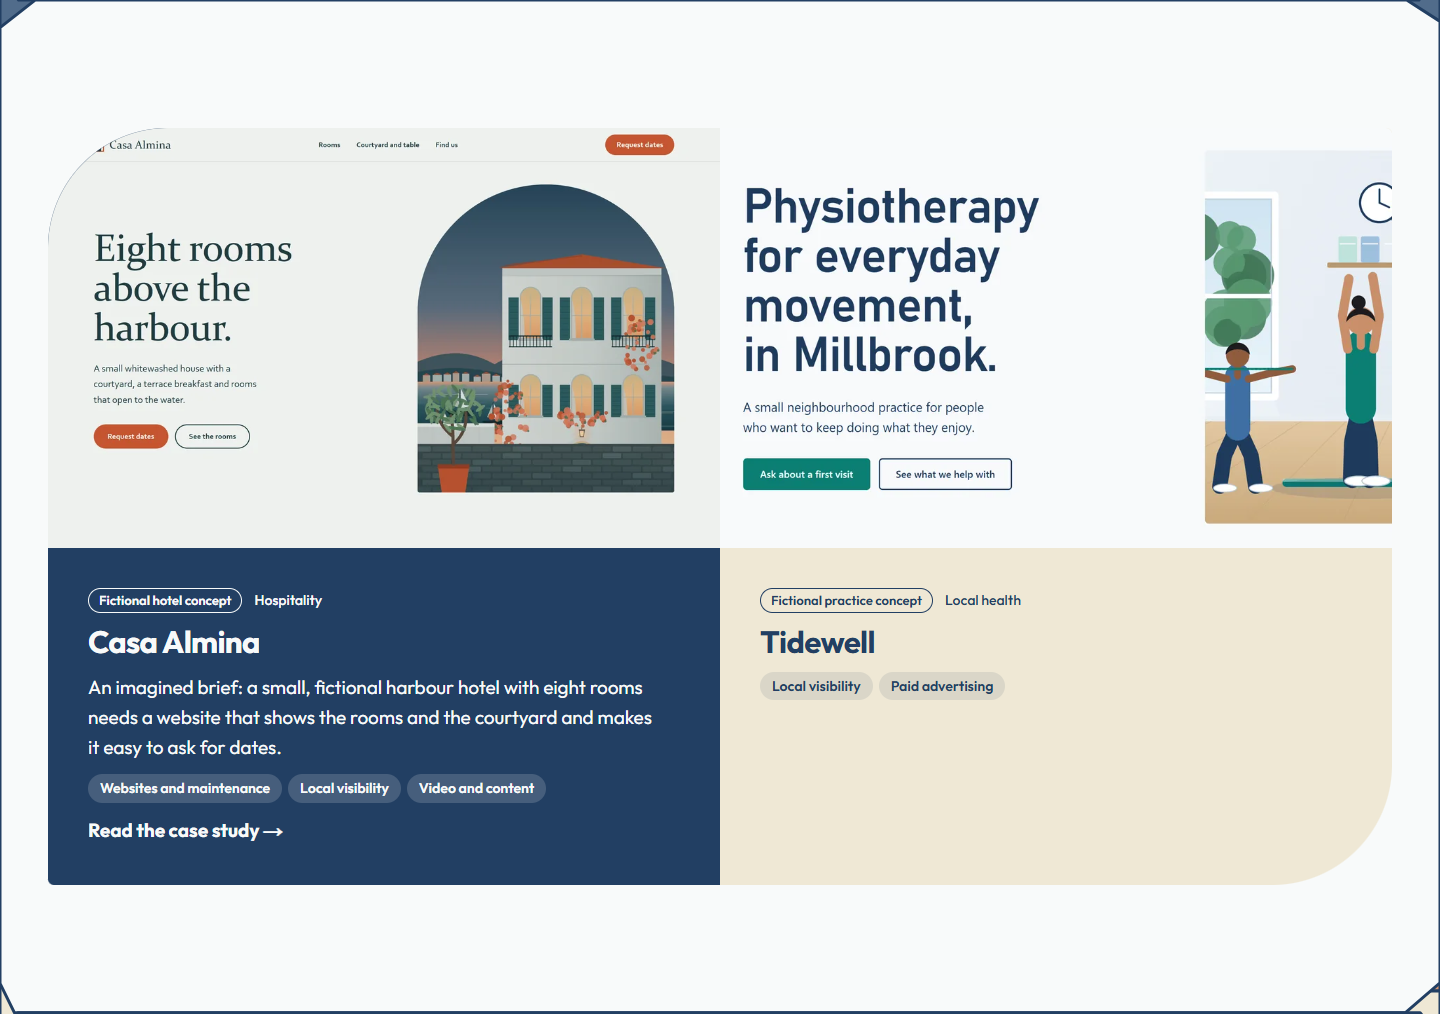 Casa Almina
Rooms
Courtyard and table
Find us
Request dates
Eight rooms
above the
harbour.
A small whitewashed house with a
courtyard, a terrace breakfast and rooms
that open to the water.
Request dates
See the rooms
Physiotherapy
for everyday
movement,
in Millbrook.
A small neighbourhood practice for people
who want to keep doing what they enjoy.
Ask about a first visit
See what we help with
Fictional hotel concept
Hospitality
Casa Almina
An imagined brief: a small, fictional harbour hotel with eight rooms
needs a website that shows the rooms and the courtyard and makes
it easy to ask for dates.
Websites and maintenance
Local visibility
Video and content
Read the case study →
Fictional practice concept
Local health
Tidewell
Local visibility
Paid advertising